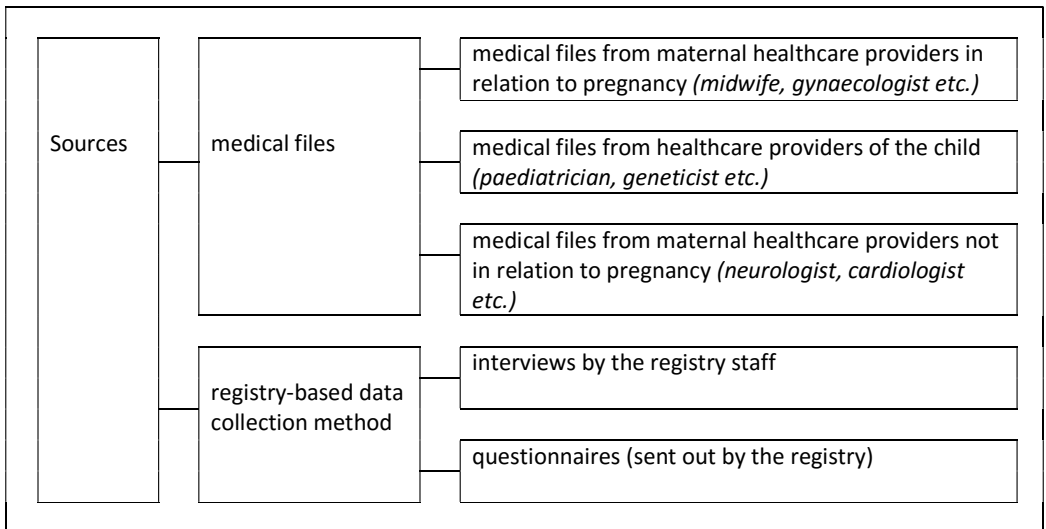 Sources
medical files
medical files from maternal healthcare providers in
relation to pregnancy (midwife, gynaecologist etc.)
medical files from healthcare providers of the child
(paediatrician, geneticist etc.)
medical files from maternal healthcare providers not
in relation to pregnancy (neurologist, cardiologist
etc.)
registry-based data
collection method
interviews by the registry staff
questionnaires (sent out by the registry)